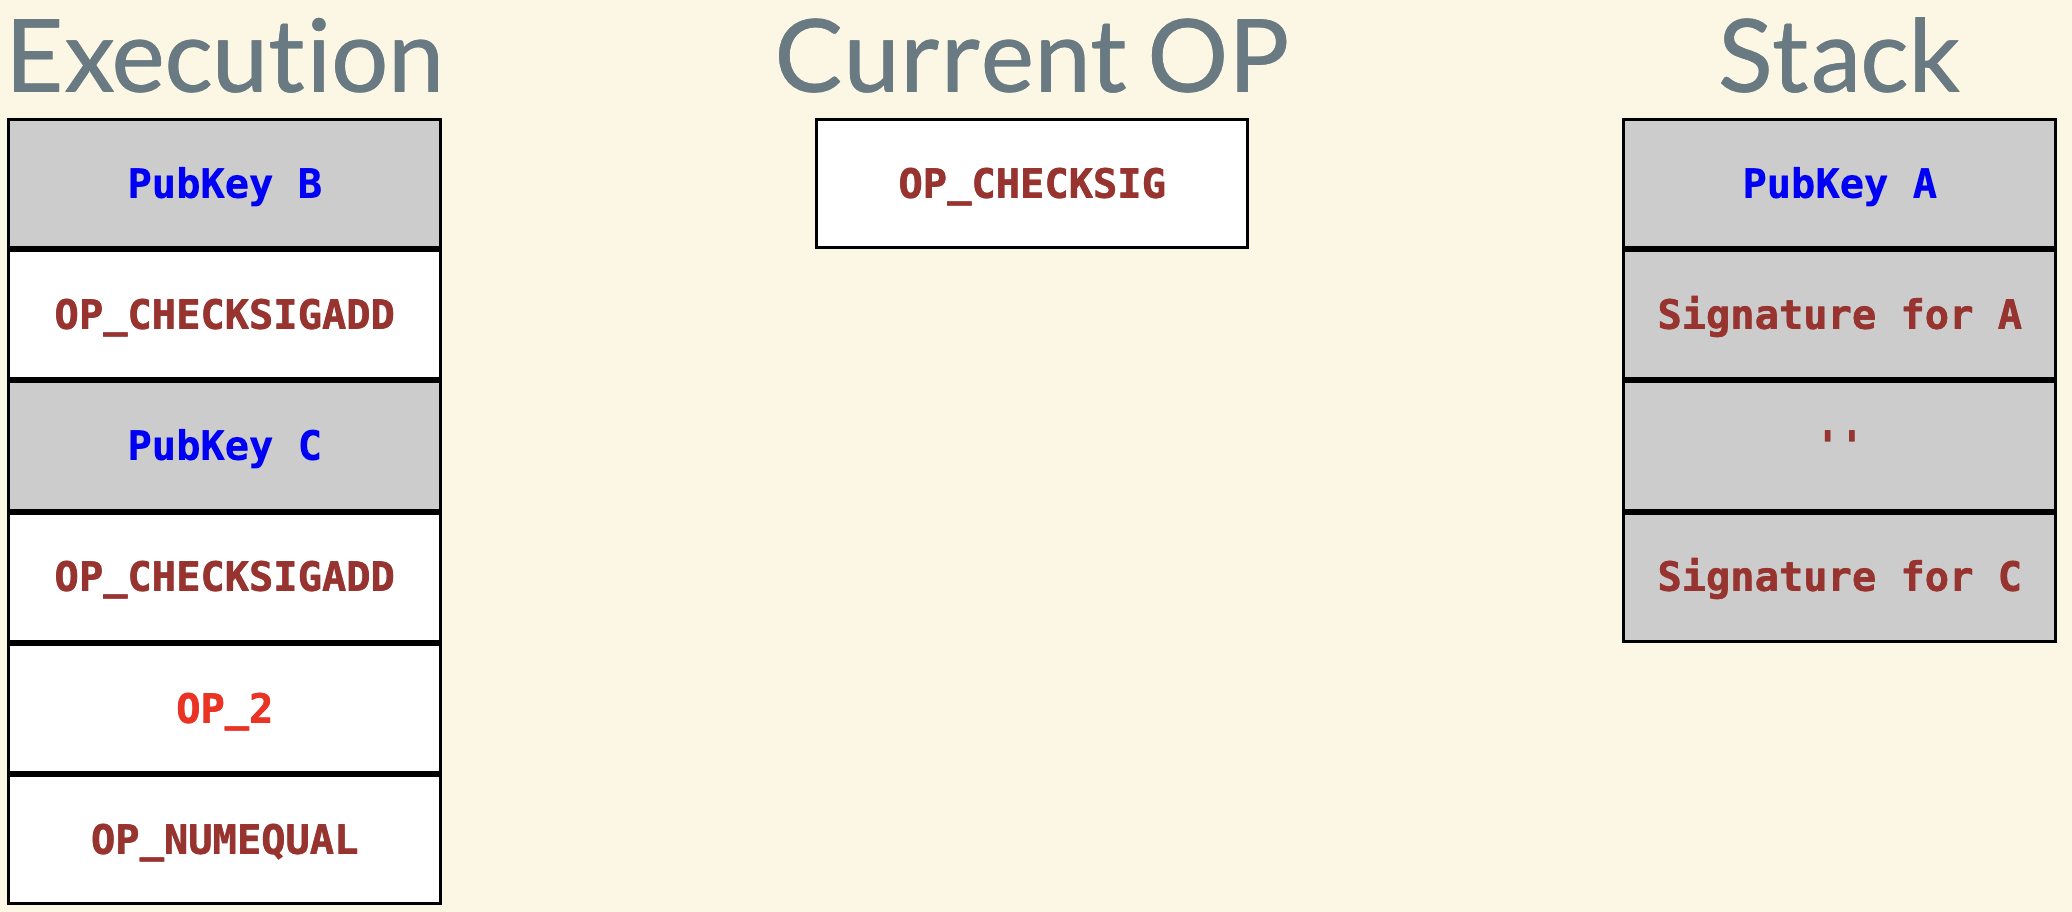 Execution
PubKey B
OP_CHECKSIGADD
PubKey C
OP_CHECKSIGADD
OP_2
OP_NUMEQUAL
Current OP
OP_CHECKSIG
Stack
PubKey A
Signature for A
''
Signature for C